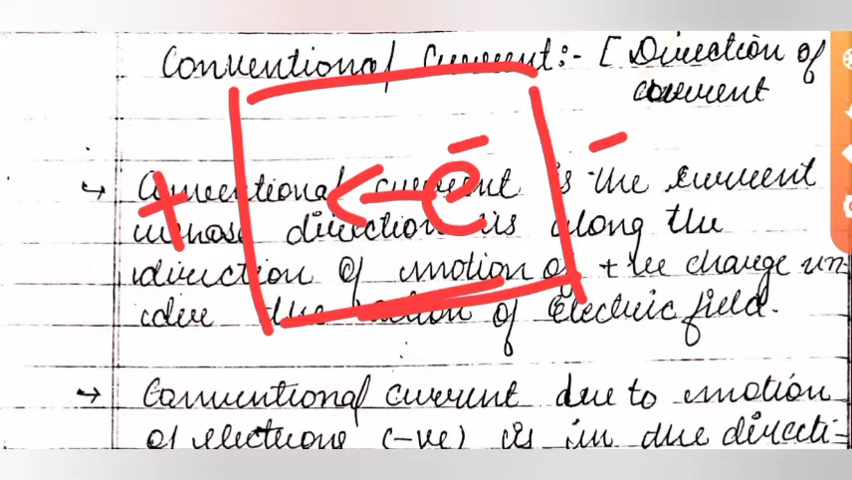 Conventional current:- [Direction of
current
↪ Conventional current is the current
whose direction is along the
direction of motion of +ve charge un-
der the action of Electric field.
+ ← e̅ -
↪ Conventional current due to motion
of electrons (-ve) is in the directi-